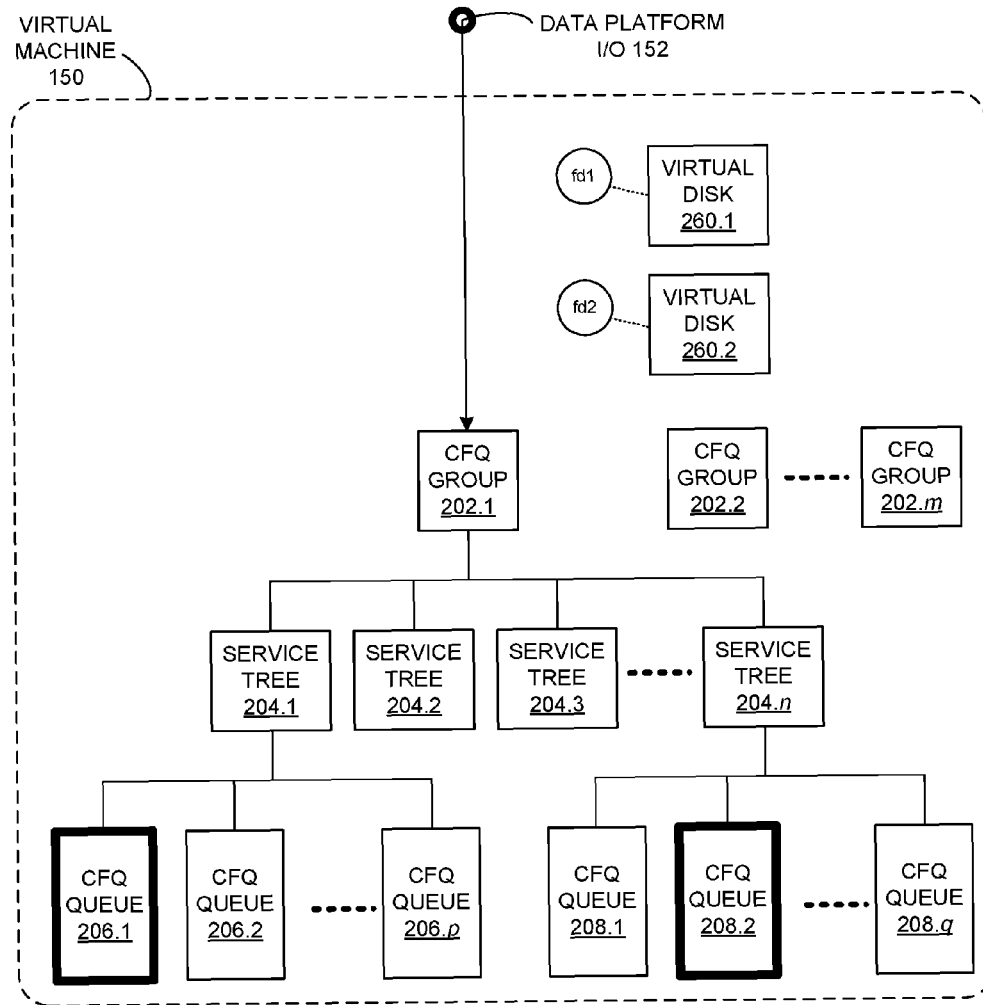 VIRTUAL
MACHINE
150
DATA PLATFORM
I/O 152
fd1
VIRTUAL
DISK
260.1
fd2
VIRTUAL
DISK
260.2
CFQ
GROUP
202.1
CFQ
GROUP
202.2
CFQ
GROUP
202.m
SERVICE
TREE
204.1
SERVICE
TREE
204.2
SERVICE
TREE
204.3
SERVICE
TREE
204.n
CFQ
QUEUE
206.1
CFQ
QUEUE
206.2
CFQ
QUEUE
206.p
CFQ
QUEUE
208.1
CFQ
QUEUE
208.2
CFQ
QUEUE
208.q